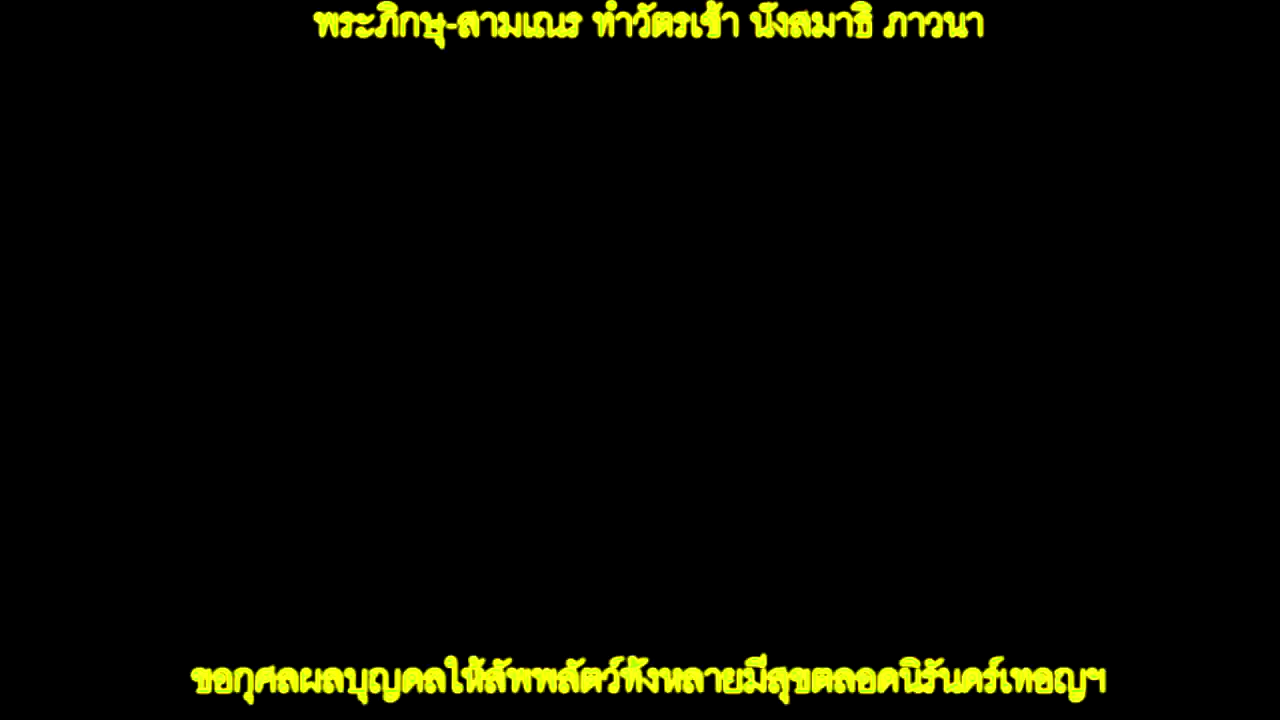 พระภิกษุ-สามเณร ทำวัตรเช้า นั่งสมาธิ ภาวนา
ขอกุศลผลบุญดลให้สัพพสัตว์ทั้งหลายมีสุขตลอดนิรันดร์เทอญฯ